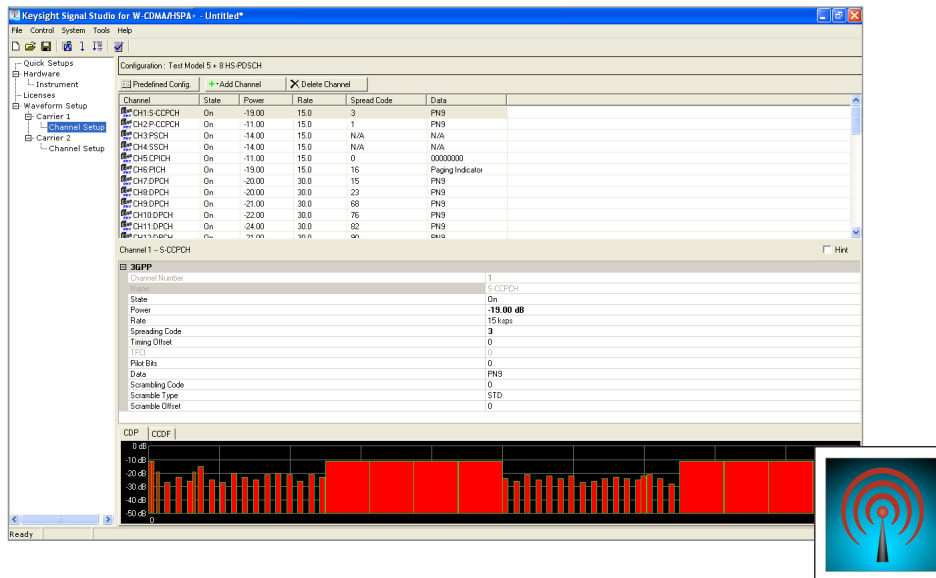 Keysight Signal Studio for W-CDMA/HSPA+ - Untitled*
File Control System Tools Help
Quick Setups
Hardware
Instrument
Licenses
Waveform Setup
Carrier 1
Channel Setup
Carrier 2
Channel Setup
Configuration : Test Model 5 + 8 HS-PDSCH
Predefined Config. + Add Channel Delete Channel
Channel State Power Rate Spread Code Data
CH1:S-CCPCH On -19.00 15.0 3 PN9
CH2:P-CCPCH On -11.00 15.0 1 PN9
CH3:PSCH On -14.00 15.0 N/A N/A
CH4:SSCH On -14.00 15.0 N/A N/A
CH5:CPICH On -11.00 15.0 0 00000000
CH6:PICH On -19.00 15.0 16 Paging Indicator
CH7:DPCH On -20.00 30.0 15 PN9
CH8:DPCH On -20.00 30.0 23 PN9
CH9:DPCH On -21.00 30.0 68 PN9
CH10:DPCH On -22.00 30.0 76 PN9
CH11:DPCH On -24.00 30.0 82 PN9
CH12:DPCH On -21.00 30.0 90 PN9
Channel 1 -- S-CCPCH Hint
3GPP
Channel Number 1
Name S-CCPCH
State On
Power -19.00 dB
Rate 15 ksps
Spreading Code 3
Timing Offset 0
TFCI 0
Pilot Bits 0
Data PN9
Scrambling Code 0
Scramble Type STD
Scramble Offset 0
CDP CCDF
0 dB
-10 dB
-20 dB
-30 dB
-40 dB
-50 dB
0
Ready